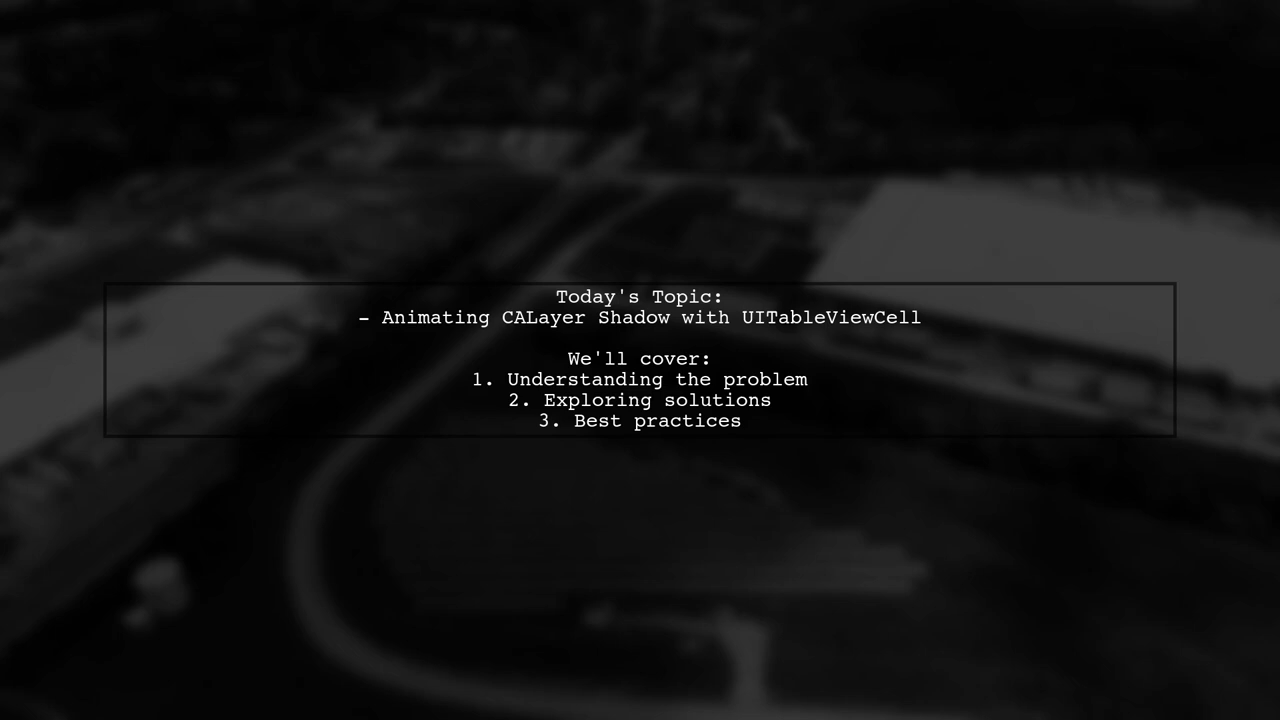 Today's Topic:
- Animating CALayer Shadow with UITableViewCell
We'll cover:
1. Understanding the problem
2. Exploring solutions
3. Best practices